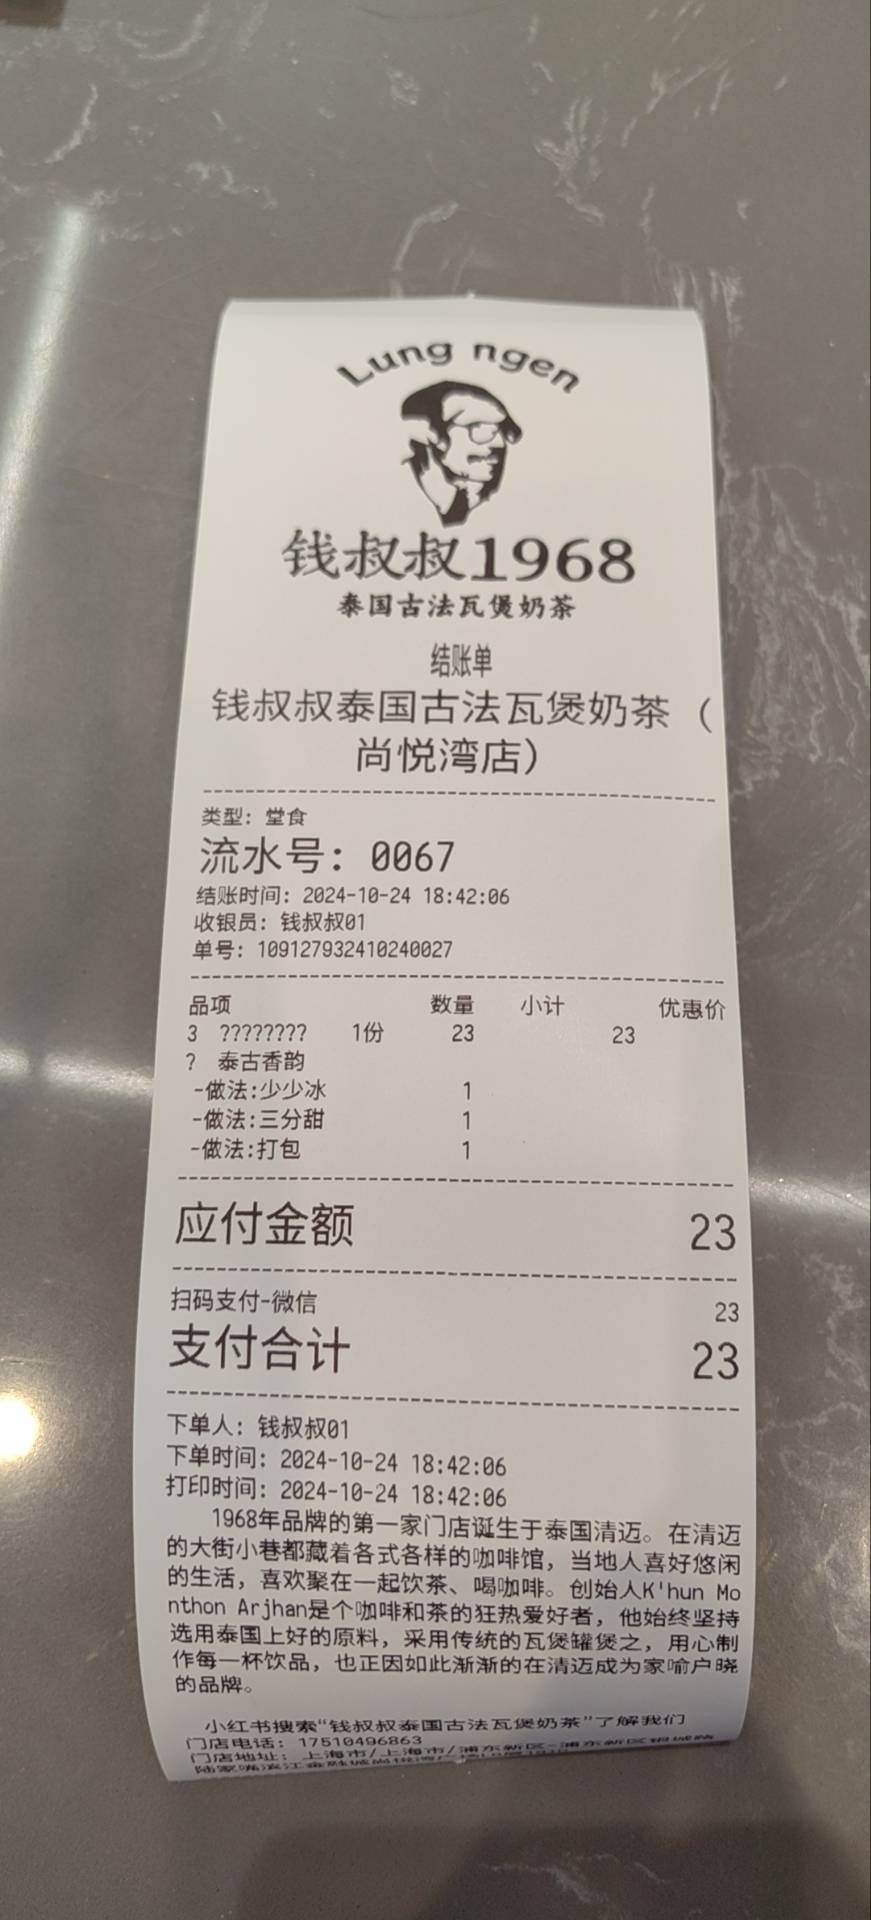 Lung ngen
钱叔叔1968
泰国古法瓦煲奶茶
结账单
钱叔叔泰国古法瓦煲奶茶（
尚悦湾店）
类型: 堂食
流水号: 0067
结账时间: 2024-10-24 18:42:06
收银员: 钱叔叔01
单号: 109127932410240027
品项 数量 小计 优惠价
3 ???????? 1份 23 23
? 泰古香韵
-做法:少少冰 1
-做法:三分甜 1
-做法:打包 1
应付金额 23
扫码支付-微信 23
支付合计 23
下单人: 钱叔叔01
下单时间: 2024-10-24 18:42:06
打印时间: 2024-10-24 18:42:06
1968年品牌的第一家门店诞生于泰国清迈。在清迈
的大街小巷都藏着各式各样的咖啡馆，当地人喜好悠闲
的生活，喜欢聚在一起饮茶、喝咖啡。创始人K'hun Mo
nthon Arjhan是个咖啡和茶的狂热爱好者，他始终坚持
选用泰国上好的原料，采用传统的瓦煲罐煲之，用心制
作每一杯饮品，也正因如此渐渐的在清迈成为家喻户晓
的品牌。
小红书搜索“钱叔叔泰国古法瓦煲奶茶”了解我们
门店电话: 17510496863
门店地址: 上海市/上海市/浦东新区-浦东新区铜城路
陆家嘴滨江金融城尚悦湾广场